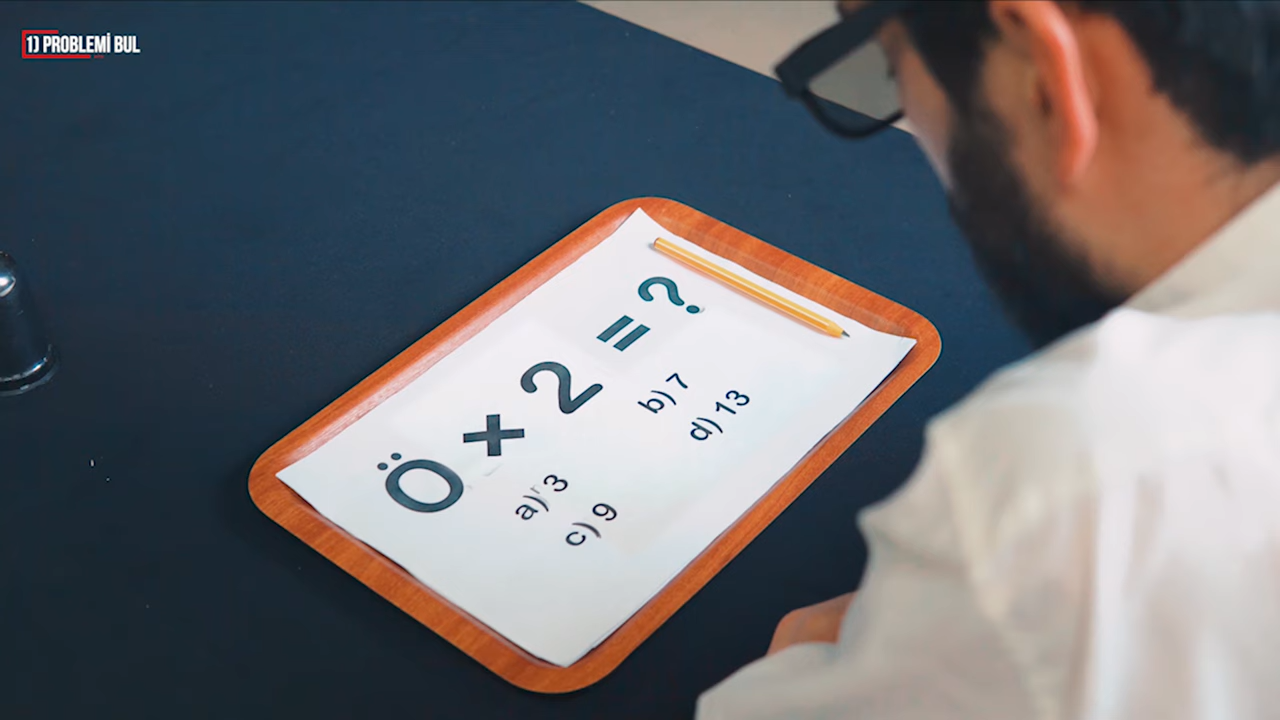 1) PROBLEMİ BUL
Ö × 2 = ?
a) 3 b) 7
c) 9 d) 13